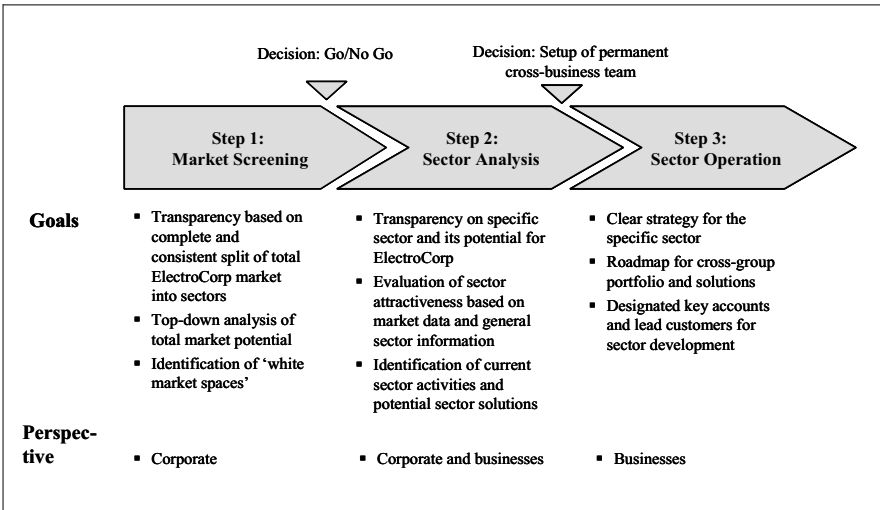 Decision: Go/No Go
Decision: Setup of permanent
cross-business team
Step 1:
Market Screening
Step 2:
Sector Analysis
Step 3:
Sector Operation
Goals
▪ Transparency based on
complete and
consistent split of total
ElectroCorp market
into sectors
▪ Top-down analysis of
total market potential
▪ Identification of ‘white
market spaces’
▪ Transparency on specific
sector and its potential for
ElectroCorp
▪ Evaluation of sector
attractiveness based on
market data and general
sector information
▪ Identification of current
sector activities and
potential sector solutions
▪ Clear strategy for the
specific sector
▪ Roadmap for cross-group
portfolio and solutions
▪ Designated key accounts
and lead customers for
sector development
Perspec-
tive
▪ Corporate
▪ Corporate and businesses
▪ Businesses